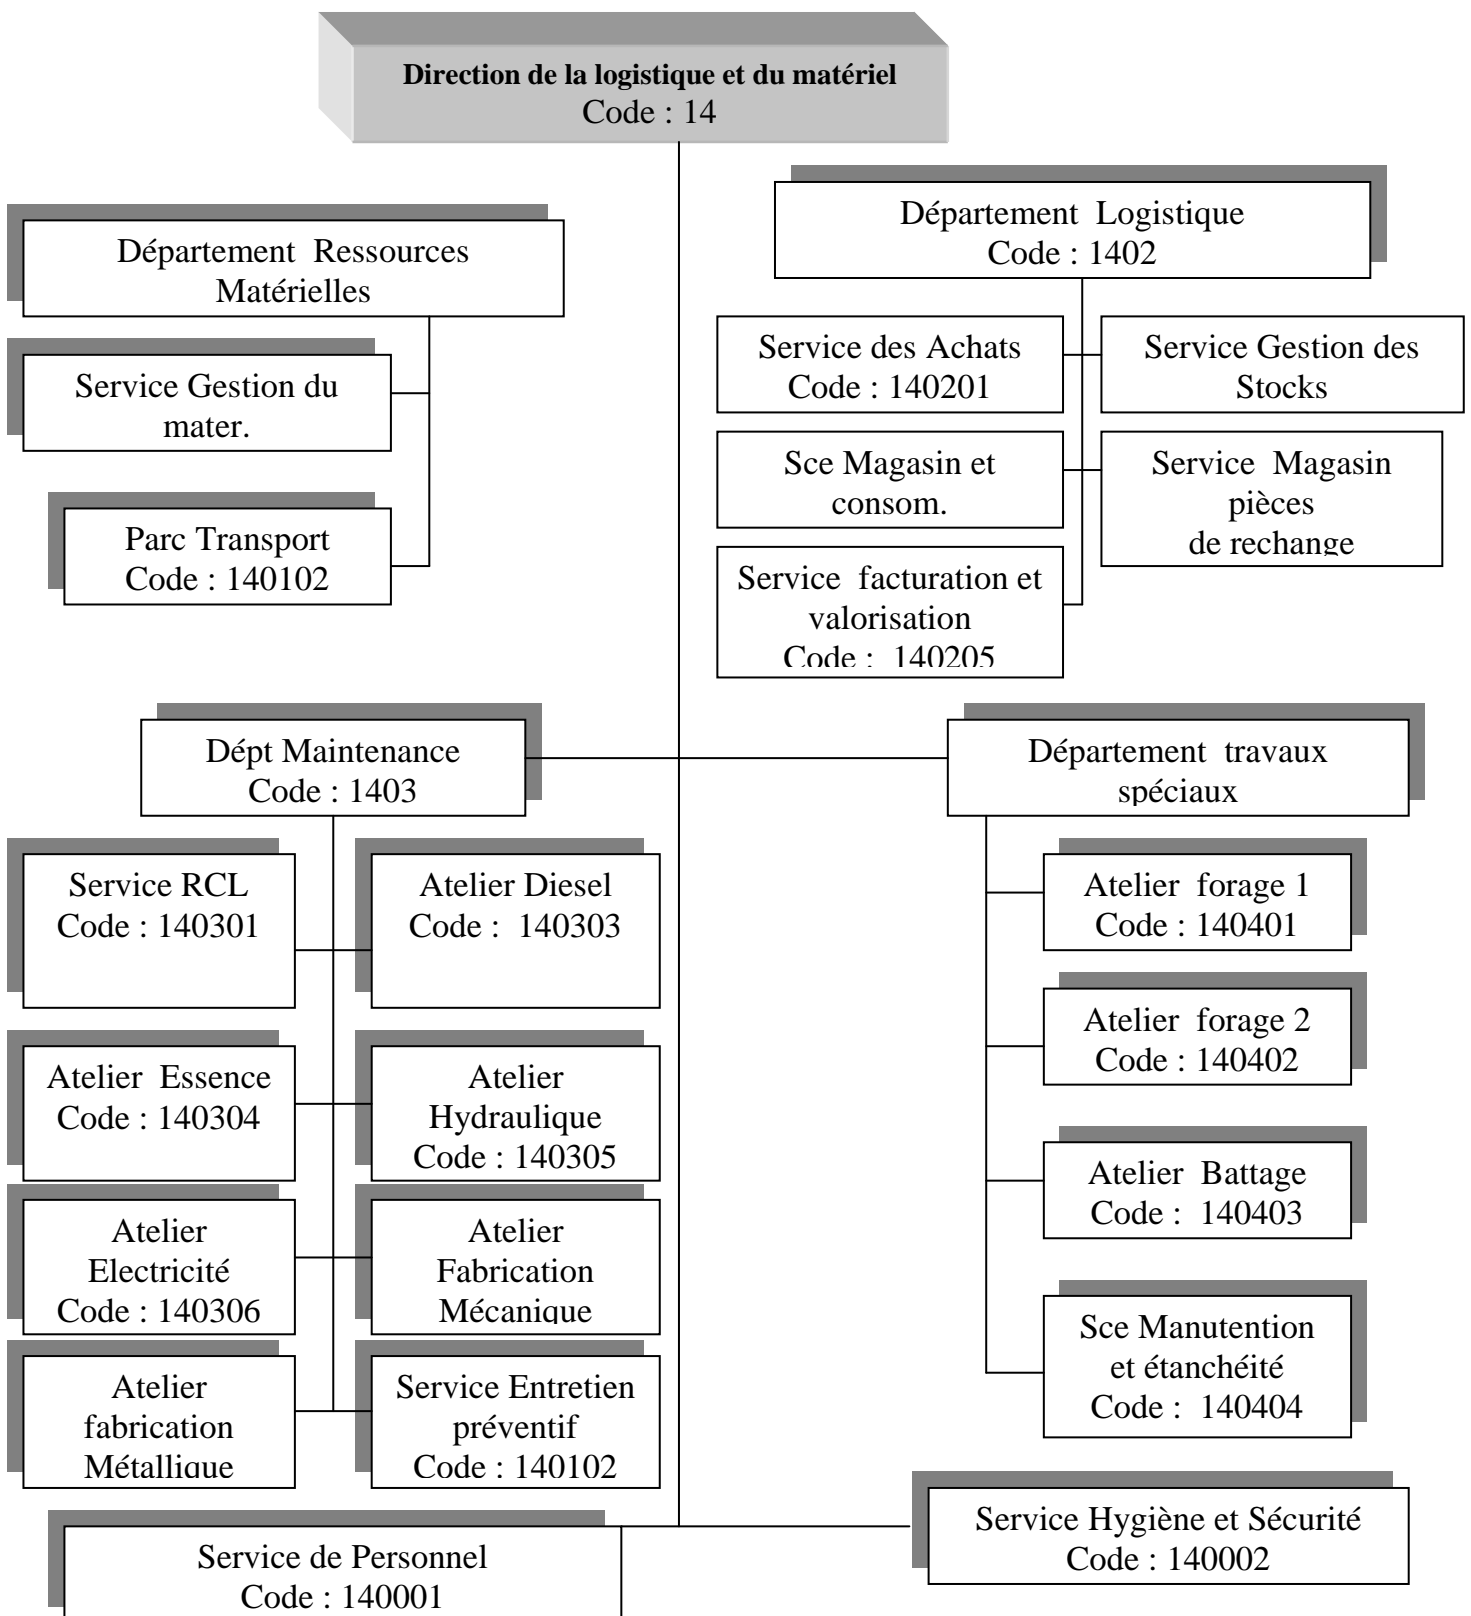 Direction de la logistique et du matériel
Code : 14
Département Ressources
Matérielles
Service Gestion du
mater.
Parc Transport
Code : 140102
Département Logistique
Code : 1402
Service des Achats
Code : 140201
Service Gestion des
Stocks
Sce Magasin et
consom.
Service Magasin
pièces
de rechange
Service facturation et
valorisation
Code : 140205
Dépt Maintenance
Code : 1403
Service RCL
Code : 140301
Atelier Diesel
Code : 140303
Atelier Essence
Code : 140304
Atelier
Hydraulique
Code : 140305
Atelier
Electricité
Code : 140306
Atelier
Fabrication
Mécanique
Atelier
fabrication
Métallique
Service Entretien
préventif
Code : 140102
Département travaux
spéciaux
Atelier forage 1
Code : 140401
Atelier forage 2
Code : 140402
Atelier Battage
Code : 140403
Sce Manutention
et étanchéité
Code : 140404
Service de Personnel
Code : 140001
Service Hygiène et Sécurité
Code : 140002